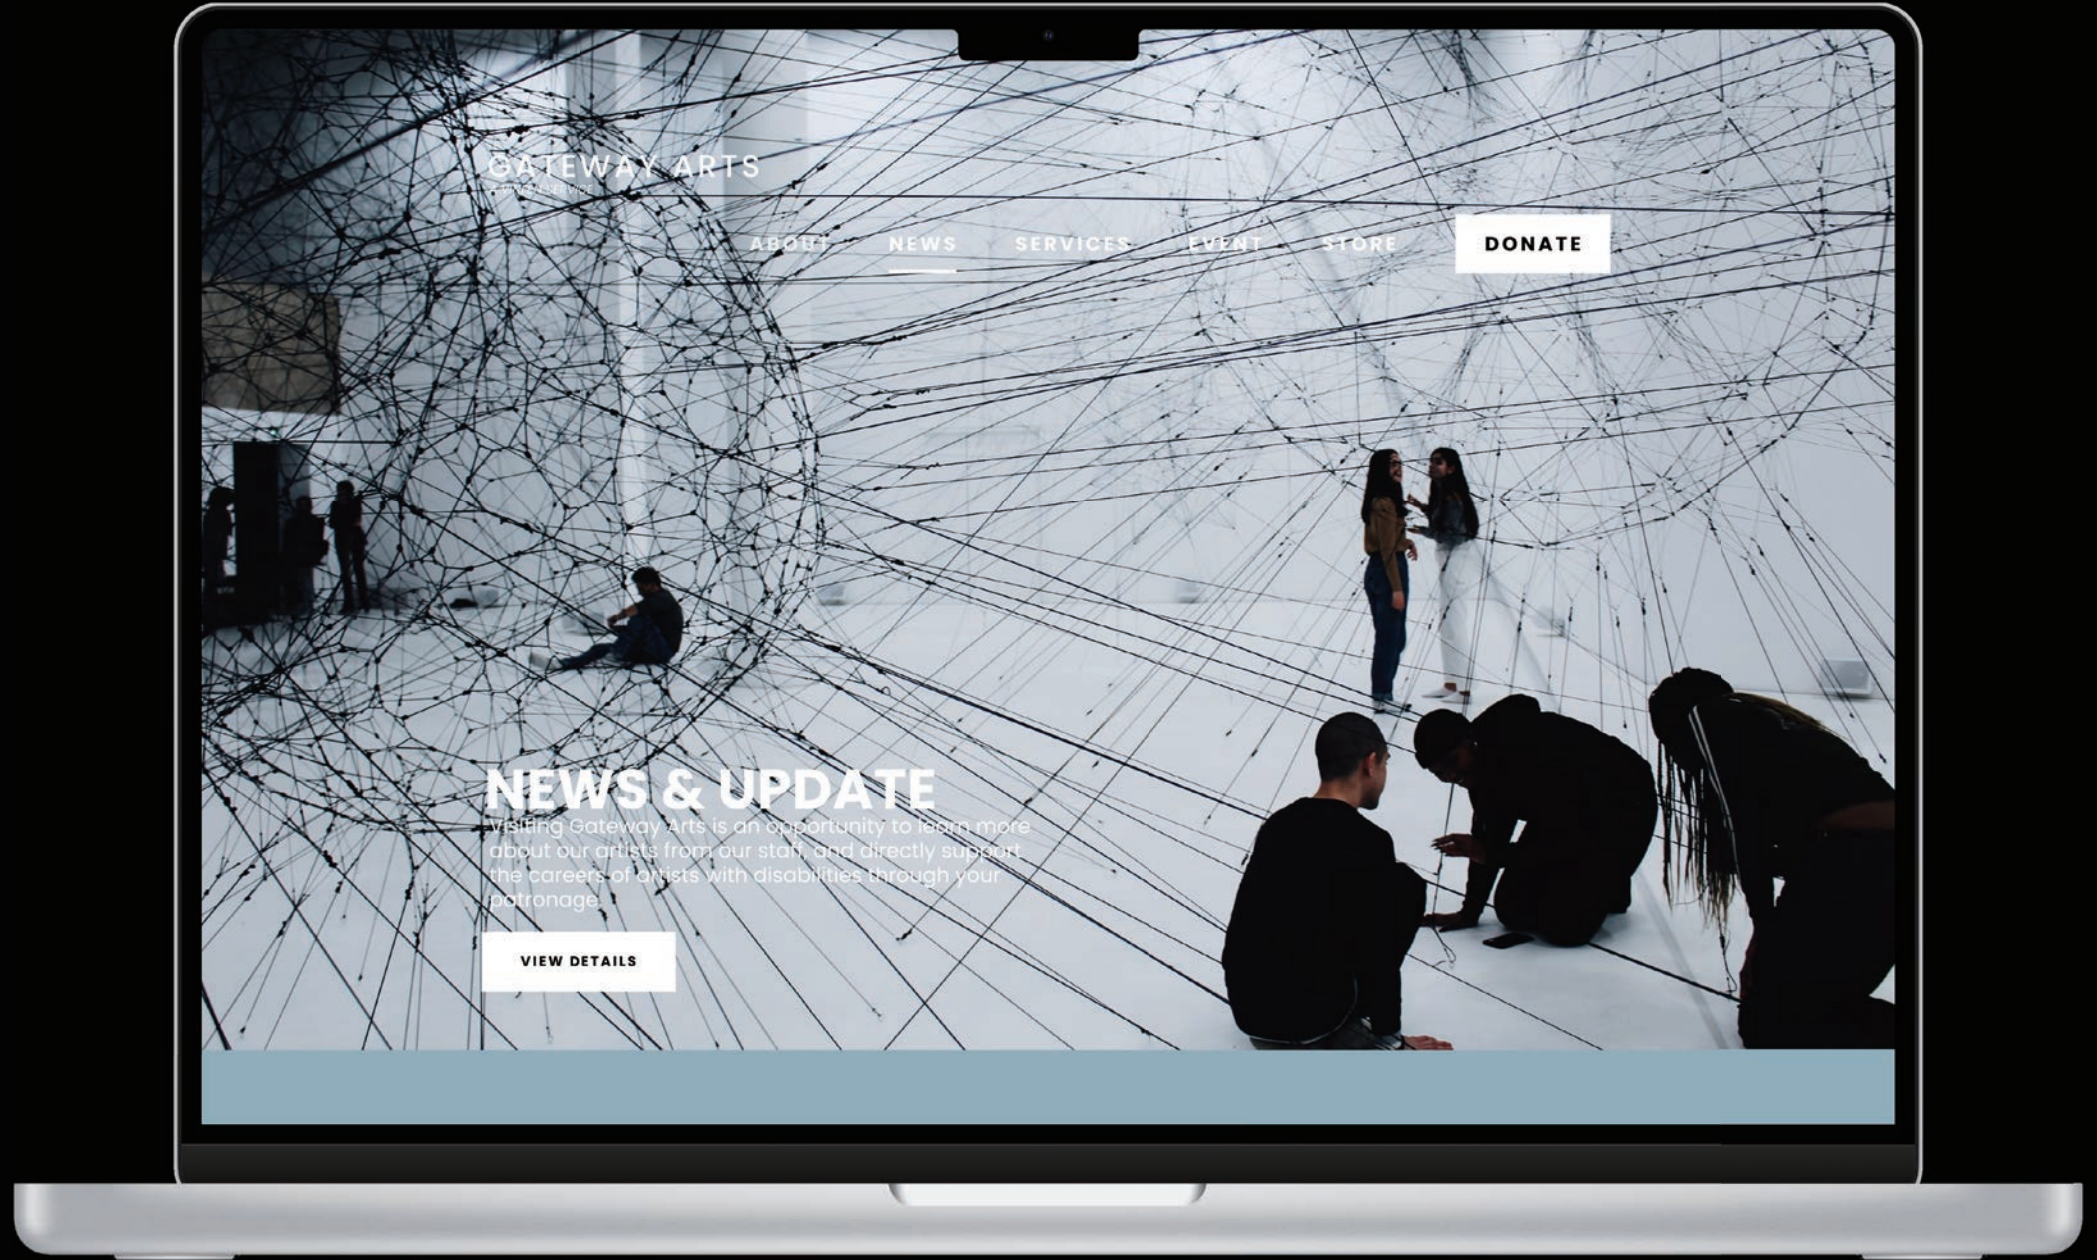 GATEWAY ARTS
ABOUT NEWS SERVICES EVENT STORE DONATE
NEWS & UPDATE
Visiting Gateway Arts is an opportunity to learn more
about our artists from our staff, and directly support
the careers of artists with disabilities through your
patronage.
VIEW DETAILS